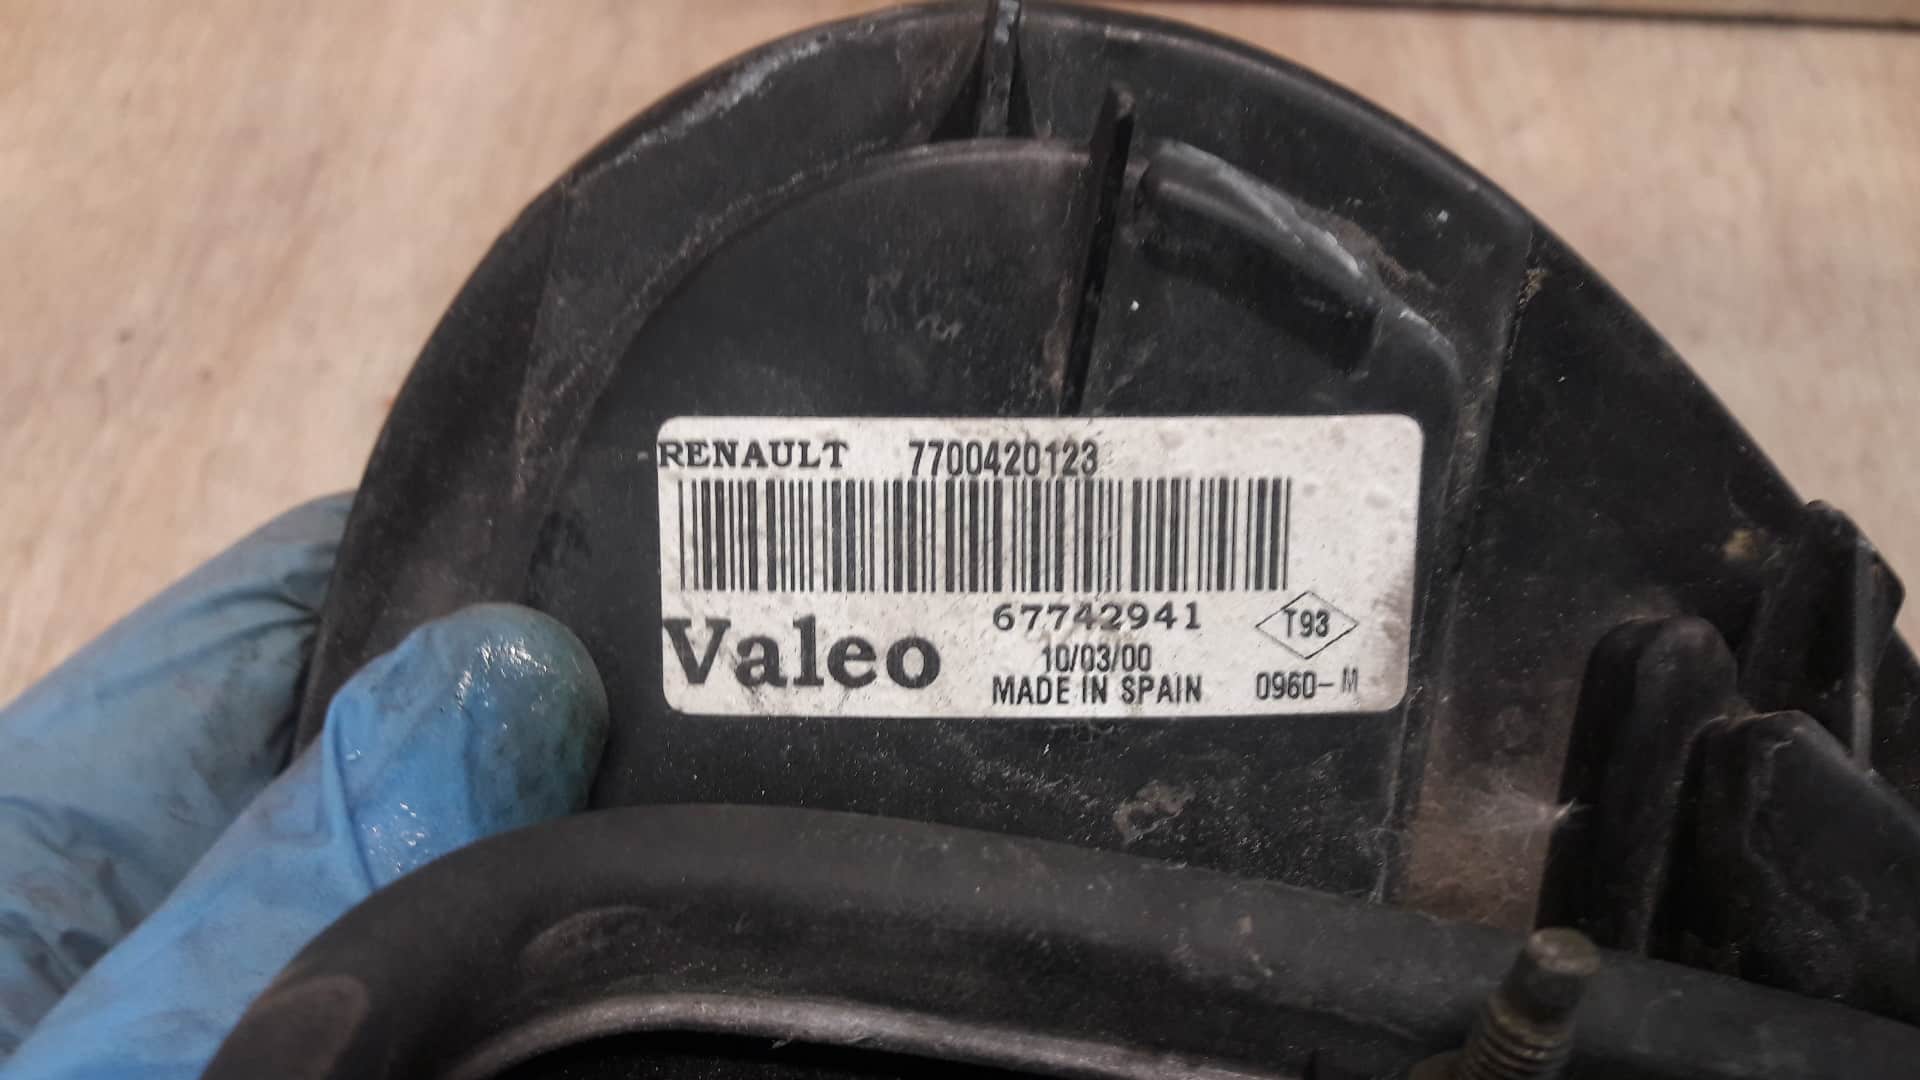 RENAULT 7700420123
Valeo 67742941 T93
10/03/00
MADE IN SPAIN 0960-M